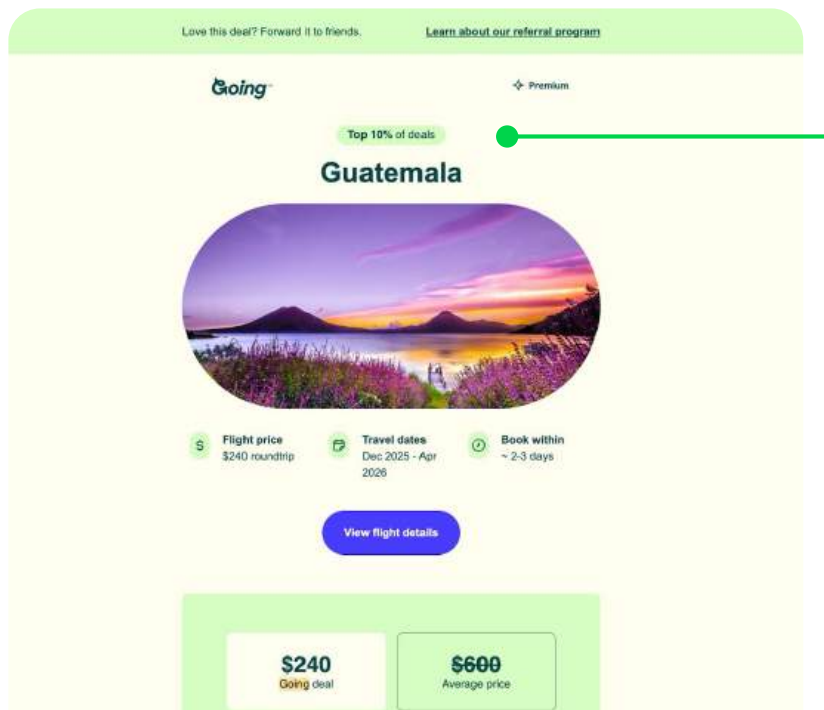 Love this deal? Forward it to friends.
Learn about our referral program
Going™
Premium
Top 10% of deals
Guatemala
Flight price
$240 roundtrip
Travel dates
Dec 2025 - Apr
2026
Book within
~ 2-3 days
View flight details
$240
Going deal
$600
Average price